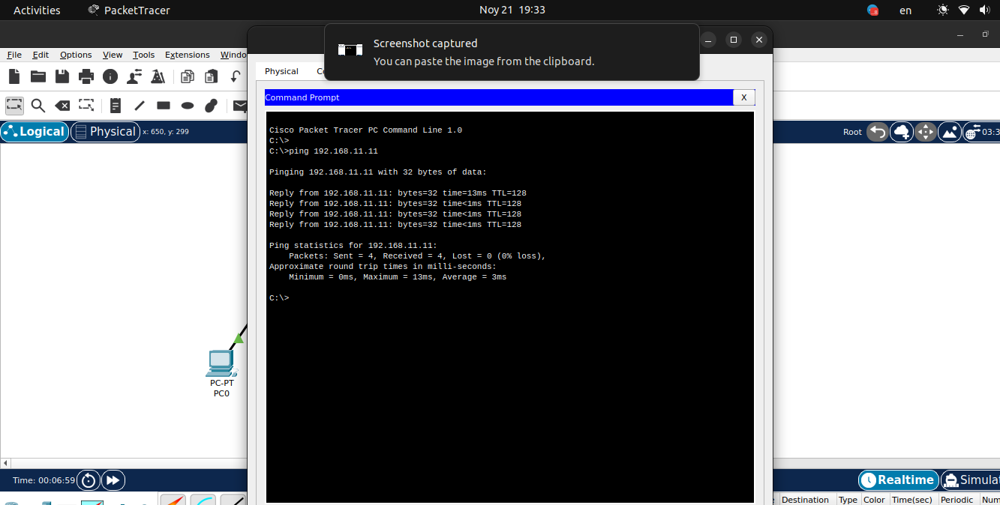 Activities PacketTracer Noy 21 19:33 en
Screenshot captured
You can paste the image from the clipboard.
File Edit Options View Tools Extensions
Physical
Command Prompt X
Cisco Packet Tracer PC Command Line 1.0
C:\>
C:\>ping 192.168.11.11
Pinging 192.168.11.11 with 32 bytes of data:
Reply from 192.168.11.11: bytes=32 time=13ms TTL=128
Reply from 192.168.11.11: bytes=32 time<1ms TTL=128
Reply from 192.168.11.11: bytes=32 time<1ms TTL=128
Reply from 192.168.11.11: bytes=32 time<1ms TTL=128
Ping statistics for 192.168.11.11:
Packets: Sent = 4, Received = 4, Lost = 0 (0% loss),
Approximate round trip times in milli-seconds:
Minimum = 0ms, Maximum = 13ms, Average = 3ms
C:\>
Logical Physical x: 650, y: 299
Root
PC-PT
PC0
Time: 00:06:59
Realtime
Destination Type Color Time(sec) Periodic